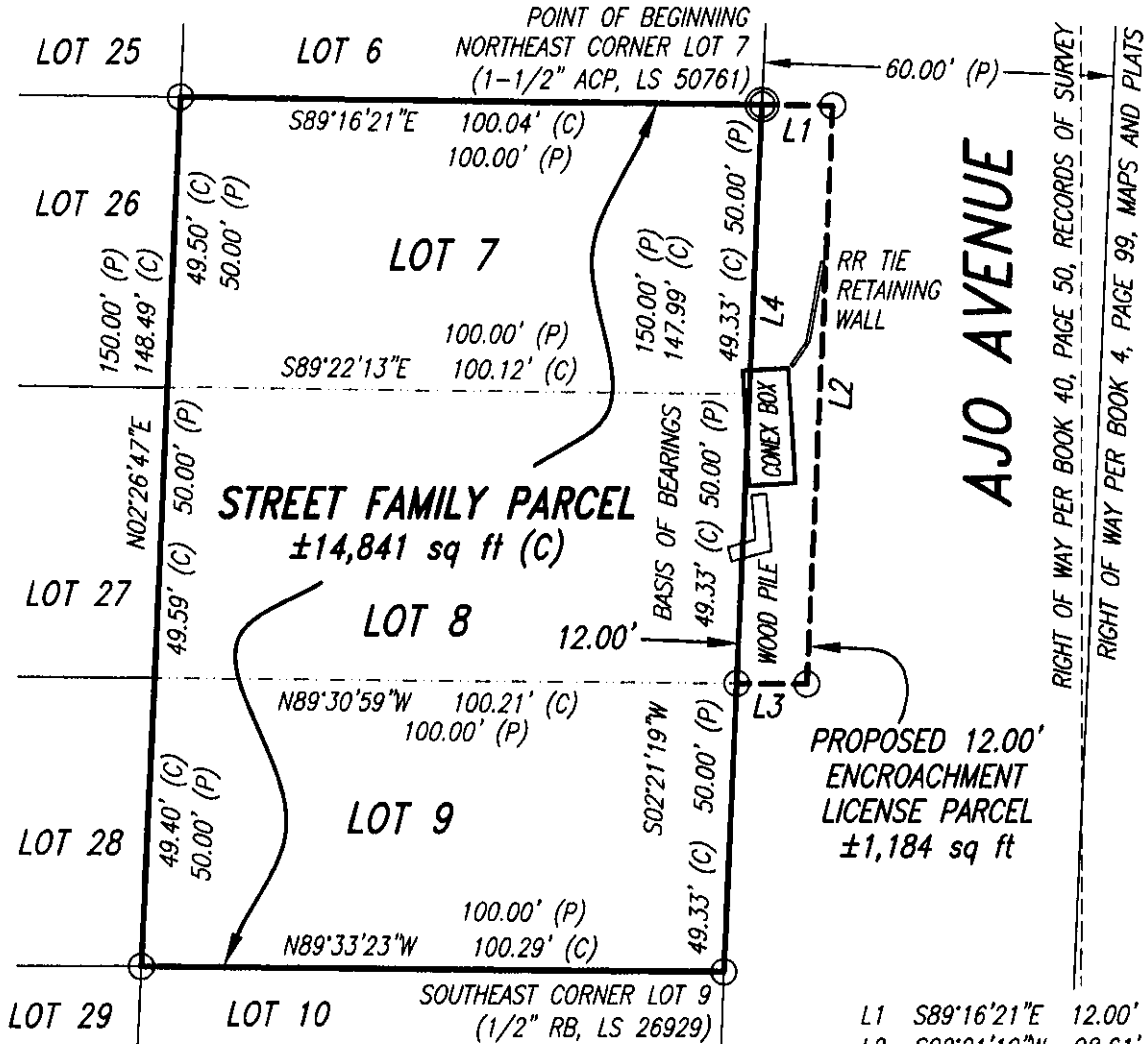 POINT OF BEGINNING
NORTHEAST CORNER LOT 7
(1-1/2" ACP, LS 50761)
LOT 25
LOT 6
60.00' (P)
S89°16'21"E 100.04' (C)
100.00' (P)
L1
LOT 26
49.50' (C)
50.00' (P)
150.00' (P)
148.49' (C)
LOT 7
150.00' (P)
147.99' (C)
49.33' (C) 50.00' (P)
L4
RR TIE
RETAINING
WALL
L2
AJO AVENUE
RIGHT OF WAY PER BOOK 40, PAGE 50, RECORDS OF SURVEY
RIGHT OF WAY PER BOOK 4, PAGE 99, MAPS AND PLATS
100.00' (P)
S89°22'13"E 100.12' (C)
N02°26'47"E
49.59' (C) 50.00' (P)
BASIS OF BEARINGS
49.33' (C) 50.00' (P)
CONEX BOX
STREET FAMILY PARCEL
±14,841 sq ft (C)
LOT 27
LOT 8
12.00'
WOOD PILE
N89°30'59"W 100.21' (C)
100.00' (P)
L3
S02°21'19"W
PROPOSED 12.00'
ENCROACHMENT
LICENSE PARCEL
±1,184 sq ft
LOT 28
49.40' (C)
50.00' (P)
LOT 9
49.33' (C) 50.00' (P)
100.00' (P)
N89°33'23"W 100.29' (C)
LOT 29
LOT 10
SOUTHEAST CORNER LOT 9
(1/2" RB, LS 26929)
L1 S89°16'21"E 12.00'